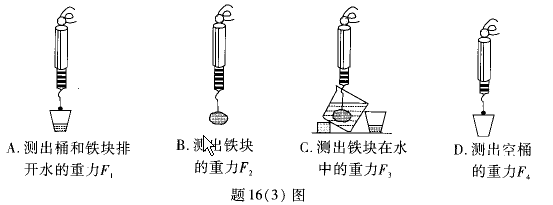 A.测出桶和铁块排
开水的重力F₁
B.测出铁块
的重力F₂
C.测出铁块在水
中的重力F₃
D.测出空桶
的重力F₄
题16(3)图